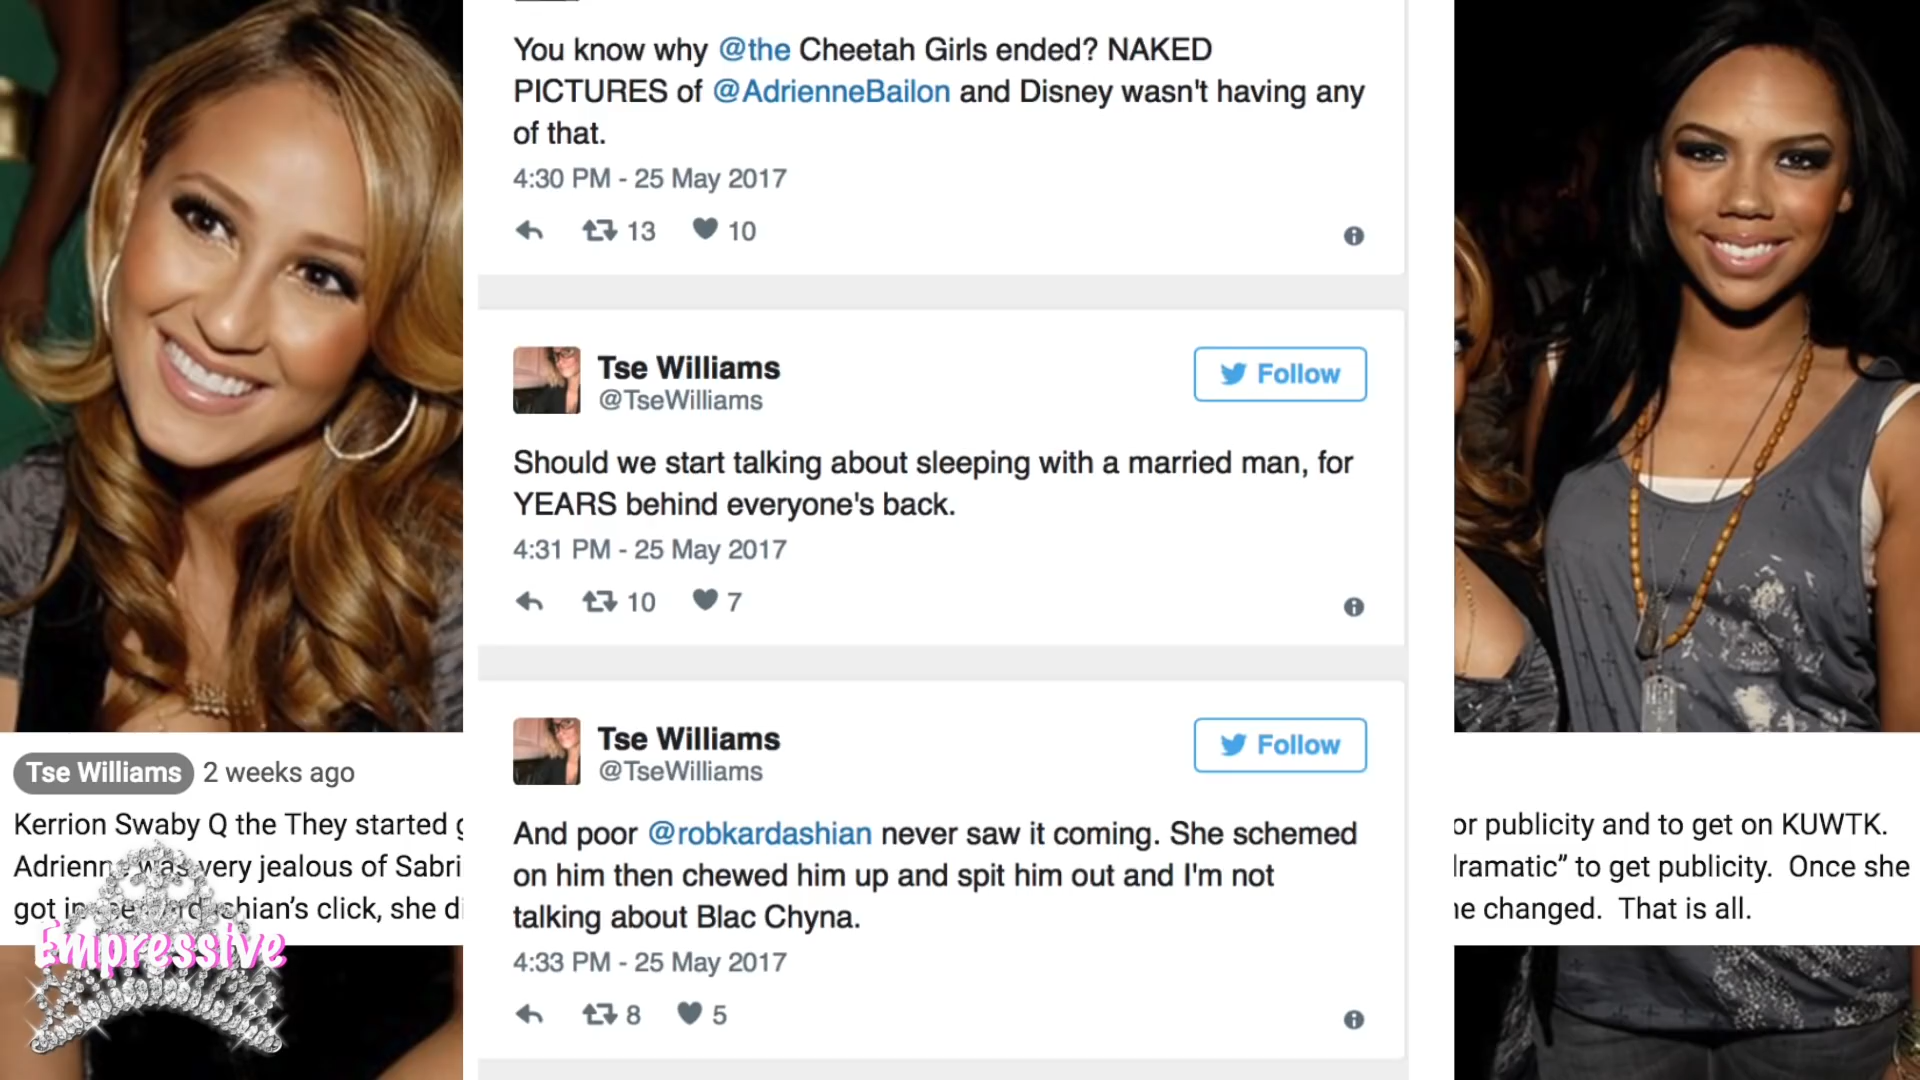 You know why @the Cheetah Girls ended? NAKED
PICTURES of @AdrienneBailon and Disney wasn't having any
of that.
4:30 PM - 25 May 2017
13 10
Tse Williams
@TseWilliams
Follow
Should we start talking about sleeping with a married man, for
YEARS behind everyone's back.
4:31 PM - 25 May 2017
10 7
Tse Williams
@TseWilliams
Follow
And poor @robkardashian never saw it coming. She schemed
on him then chewed him up and spit him out and I'm not
talking about Blac Chyna.
4:33 PM - 25 May 2017
8 5
Tse Williams 2 weeks ago
Kerrion Swaby Q the They started
was very jealous of Sabri
got click, she di
or publicity and to get on KUWTK.
to get publicity. Once she
changed. That is all.
Empressive